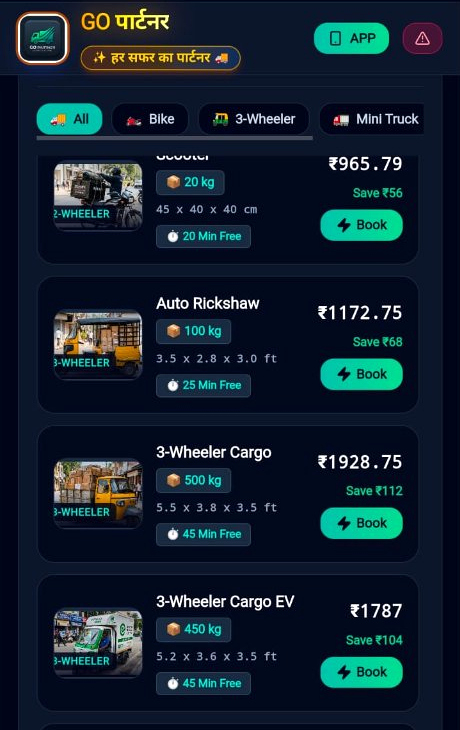 GO पार्टनर
✨ हर सफर का पार्टनर 🚚
APP
All
Bike
3-Wheeler
Mini Truck
Scooter
₹965.79
20 kg
Save ₹56
45 x 40 x 40 cm
Book
2-WHEELER
20 Min Free
Auto Rickshaw
₹1172.75
100 kg
Save ₹68
3.5 x 2.8 x 3.0 ft
Book
3-WHEELER
25 Min Free
3-Wheeler Cargo
₹1928.75
500 kg
Save ₹112
5.5 x 3.8 x 3.5 ft
Book
3-WHEELER
45 Min Free
3-Wheeler Cargo EV
₹1787
450 kg
Save ₹104
5.2 x 3.6 x 3.5 ft
Book
3-WHEELER
45 Min Free